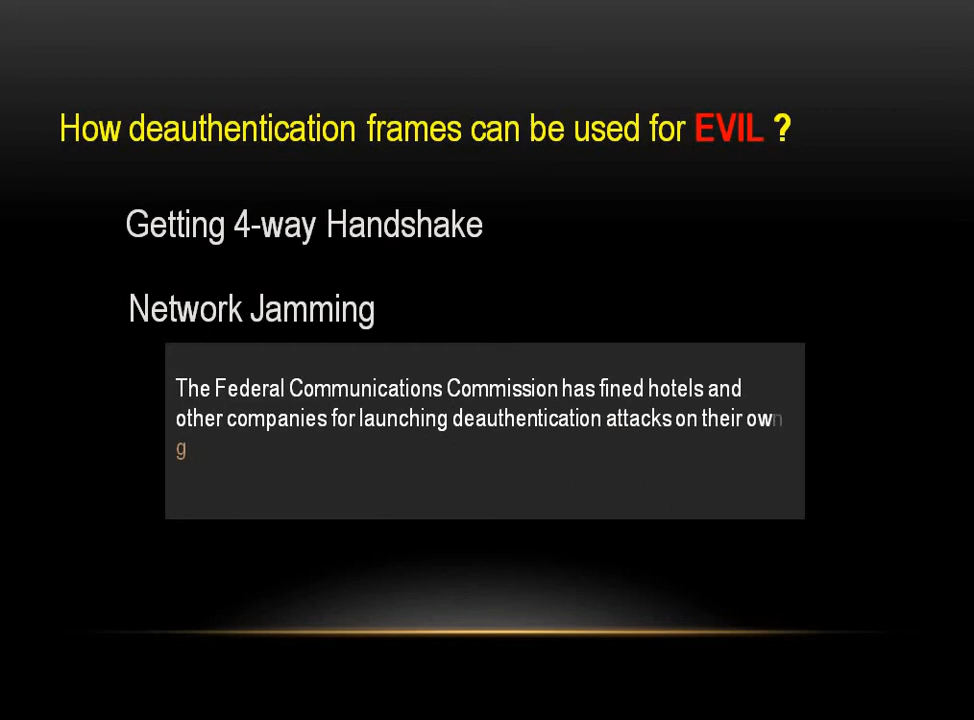 How deauthentication frames can be used for EVIL ?
Getting 4-way Handshake
Network Jamming
The Federal Communications Commission has fined hotels and
other companies for launching deauthentication attacks on their own
g